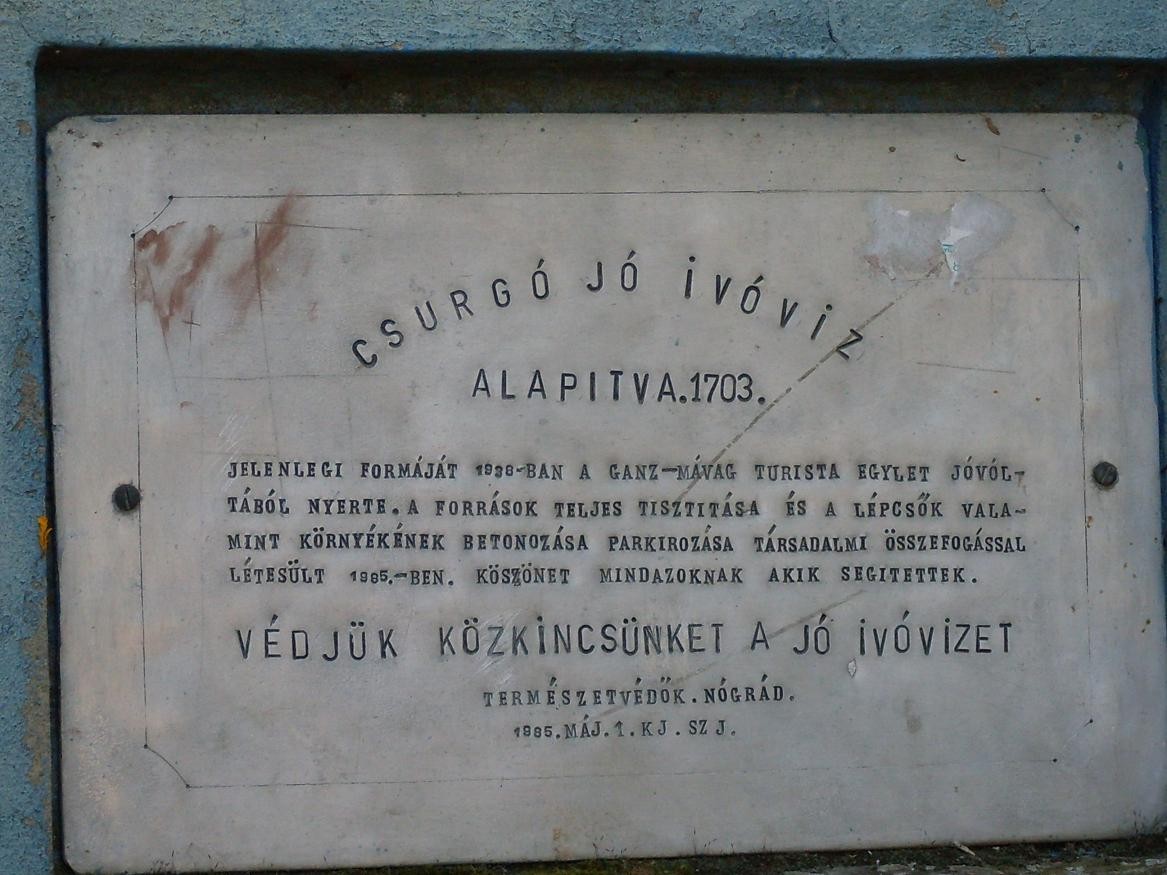 CSURGÓ JÓ iVÓViZ
ALAPITVA.1703.
JELENLEGI FORMÁJÁT 1938-BAN A GANZ-MÁVAG TURISTA EGYLET JÓVÓL-
TÁBÓL NYERTE. A FORRÁSOK TELJES TISZTITÁSA ÉS A LÉPCSŐK VALA-
MINT KÖRNYÉKÉNEK BETONOZÁSA PARKIROZÁSA TÁRSADALMI ÖSSZEFOGÁSSAL
LÉTESÜLT 1985.-BEN. KÖSZÖNET MINDAZOKNAK AKIK SEGITETTEK.
VÉDJÜK KÖZKiNCSÜNKET A JÓ iVÓViZET
TERMÉSZETVÉDŐK. NÓGRÁD.
1985. MÁJ. 1. KJ. SZ J.